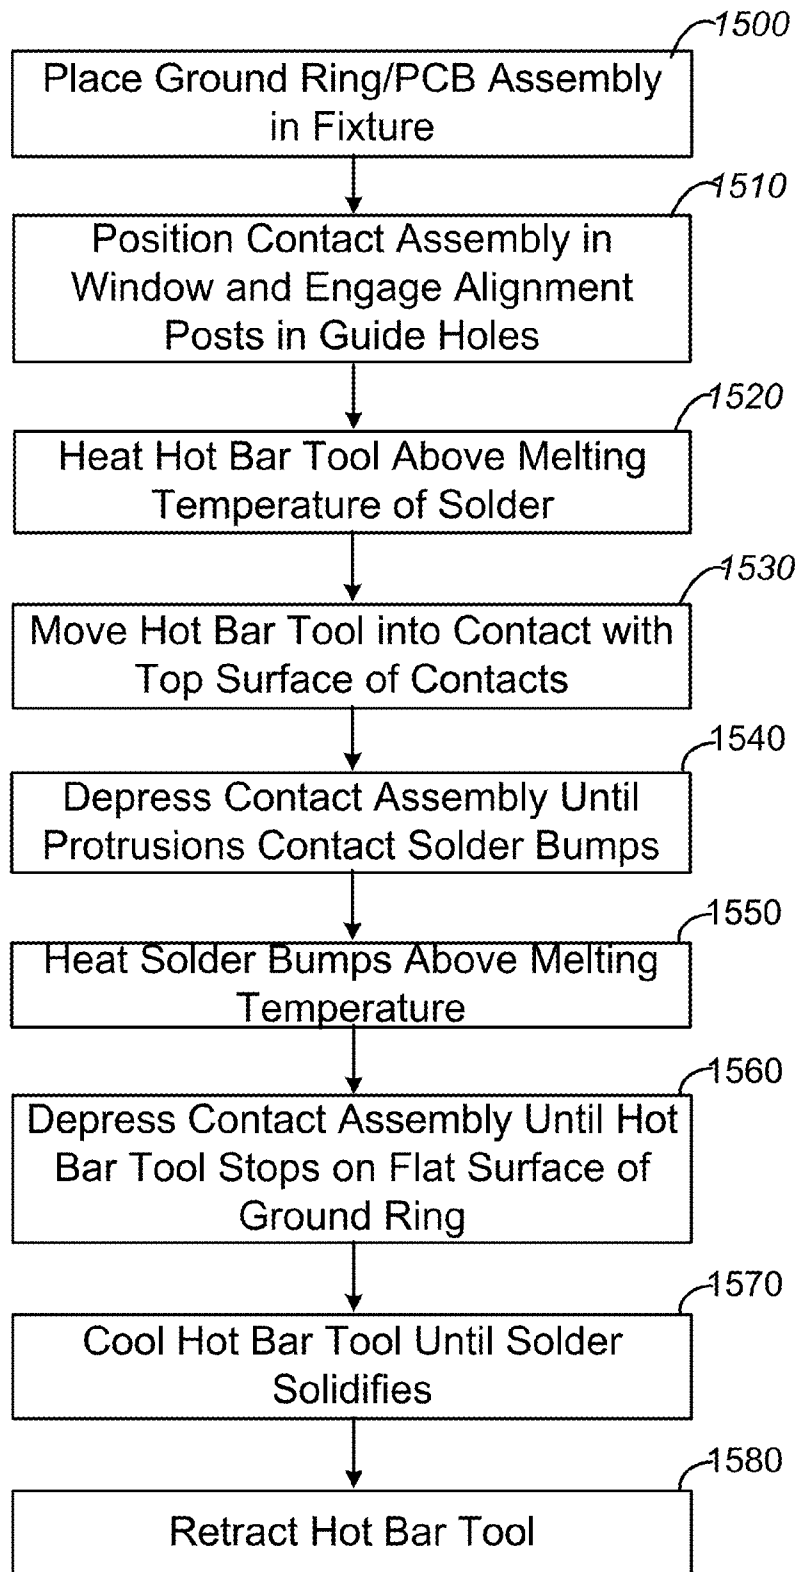 1500
Place Ground Ring/PCB Assembly
in Fixture
1510
Position Contact Assembly in
Window and Engage Alignment
Posts in Guide Holes
1520
Heat Hot Bar Tool Above Melting
Temperature of Solder
1530
Move Hot Bar Tool into Contact with
Top Surface of Contacts
1540
Depress Contact Assembly Until
Protrusions Contact Solder Bumps
1550
Heat Solder Bumps Above Melting
Temperature
1560
Depress Contact Assembly Until Hot
Bar Tool Stops on Flat Surface of
Ground Ring
1570
Cool Hot Bar Tool Until Solder
Solidifies
1580
Retract Hot Bar Tool